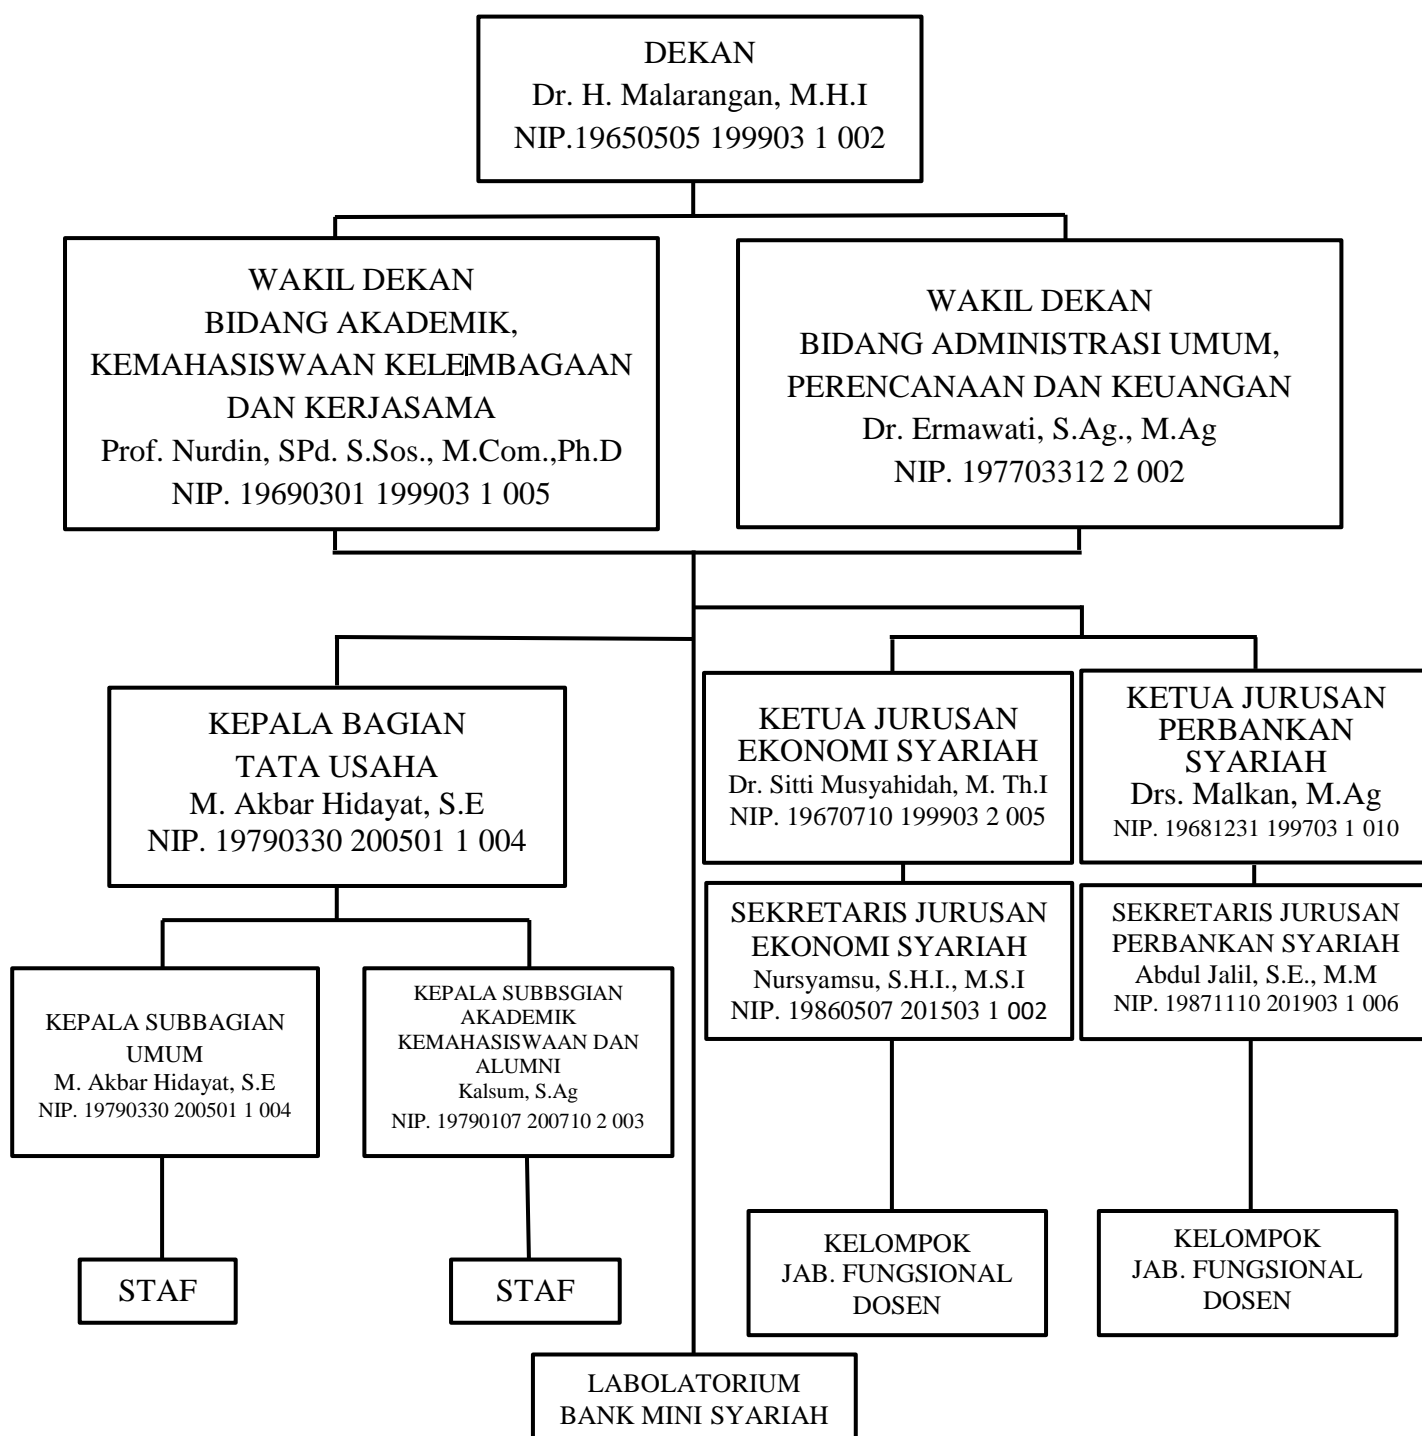 DEKAN
Dr. H. Malarangan, M.H.I
NIP.19650505 199903 1 002
WAKIL DEKAN
BIDANG AKADEMIK,
KEMAHASISWAAN KELEMBAGAAN
DAN KERJASAMA
Prof. Nurdin, SPd. S.Sos., M.Com.,Ph.D
NIP. 19690301 199903 1 005
WAKIL DEKAN
BIDANG ADMINISTRASI UMUM,
PERENCANAAN DAN KEUANGAN
Dr. Ermawati, S.Ag., M.Ag
NIP. 197703312 2 002
KEPALA BAGIAN
TATA USAHA
M. Akbar Hidayat, S.E
NIP. 19790330 200501 1 004
KETUA JURUSAN
EKONOMI SYARIAH
Dr. Sitti Musyahidah, M. Th.I
NIP. 19670710 199903 2 005
KETUA JURUSAN
PERBANKAN
SYARIAH
Drs. Malkan, M.Ag
NIP. 19681231 199703 1 010
SEKRETARIS JURUSAN
EKONOMI SYARIAH
Nursyamsu, S.H.I., M.S.I
NIP. 19860507 201503 1 002
SEKRETARIS JURUSAN
PERBANKAN SYARIAH
Abdul Jalil, S.E., M.M
NIP. 19871110 201903 1 006
KEPALA SUBBAGIAN
UMUM
M. Akbar Hidayat, S.E
NIP. 19790330 200501 1 004
KEPALA SUBBSGIAN
AKADEMIK
KEMAHASISWAAN DAN
ALUMNI
Kalsum, S.Ag
NIP. 19790107 200710 2 003
STAF
STAF
KELOMPOK
JAB. FUNGSIONAL
DOSEN
KELOMPOK
JAB. FUNGSIONAL
DOSEN
LABOLATORIUM
BANK MINI SYARIAH